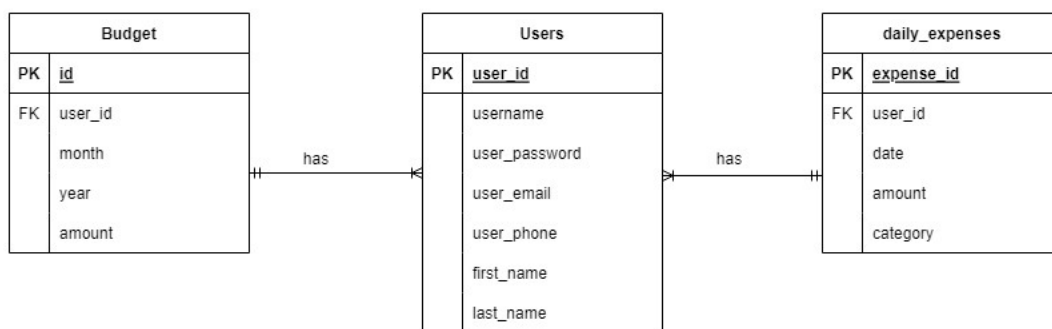 Budget
PK id
FK user_id
month
year
amount
has
Users
PK user_id
username
user_password
user_email
user_phone
first_name
last_name
has
daily_expenses
PK expense_id
FK user_id
date
amount
category